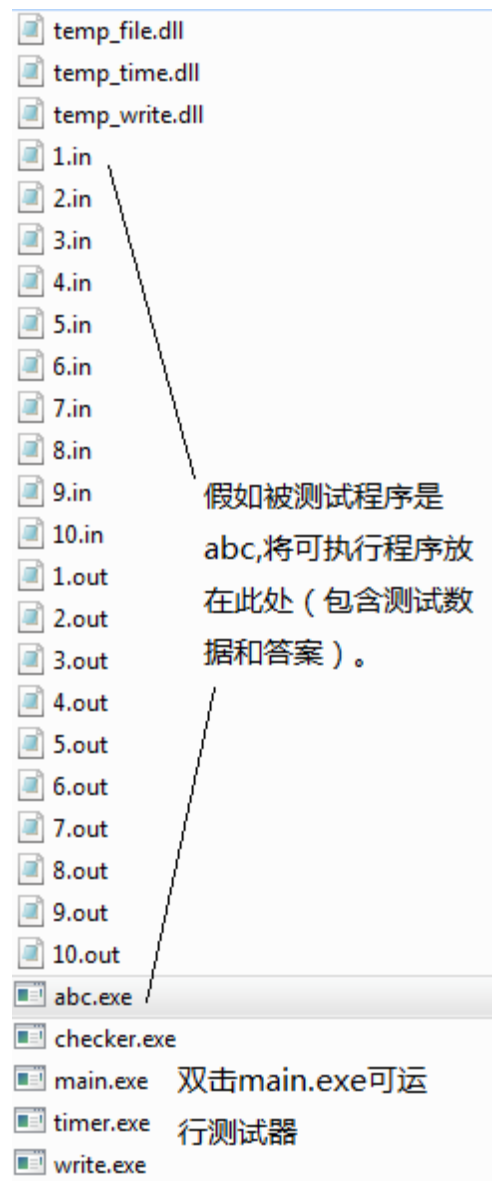 temp_file.dll
temp_time.dll
temp_write.dll
1.in
2.in
3.in
4.in
5.in
6.in
7.in
8.in
9.in
10.in
1.out
2.out
3.out
4.out
5.out
6.out
7.out
8.out
9.out
10.out
abc.exe
checker.exe
main.exe
timer.exe
write.exe
假如被测试程序是
abc,将可执行程序放
在此处（包含测试数
据和答案）。
双击main.exe可运
行测试器